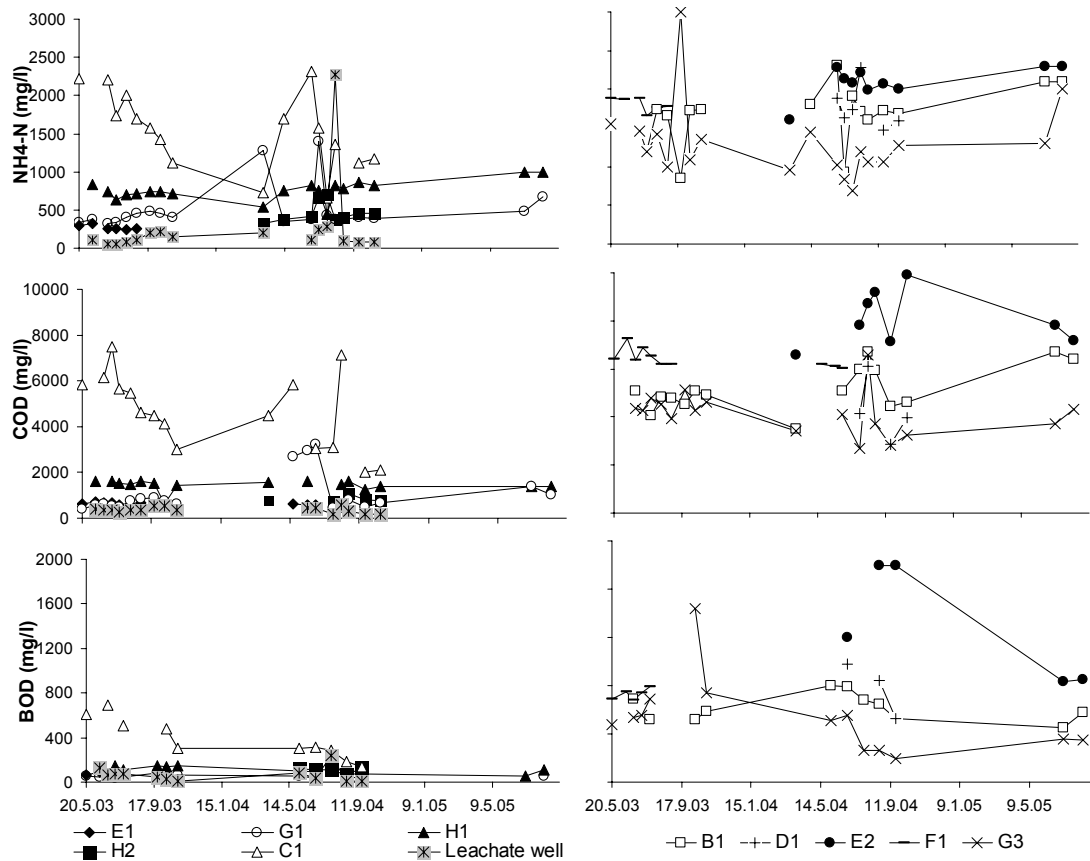 3000
2500
2000
1500
1000
500
0
NH4-N (mg/l)
10000
8000
6000
4000
2000
0
COD (mg/l)
2000
1600
1200
800
400
0
BOD (mg/l)
20.5.03 17.9.03 15.1.04 14.5.04 11.9.04 9.1.05 9.5.05
20.5.03 17.9.03 15.1.04 14.5.04 11.9.04 9.1.05 9.5.05
E1 G1 H1
H2 C1 Leachate well
B1 D1 E2 F1 G3